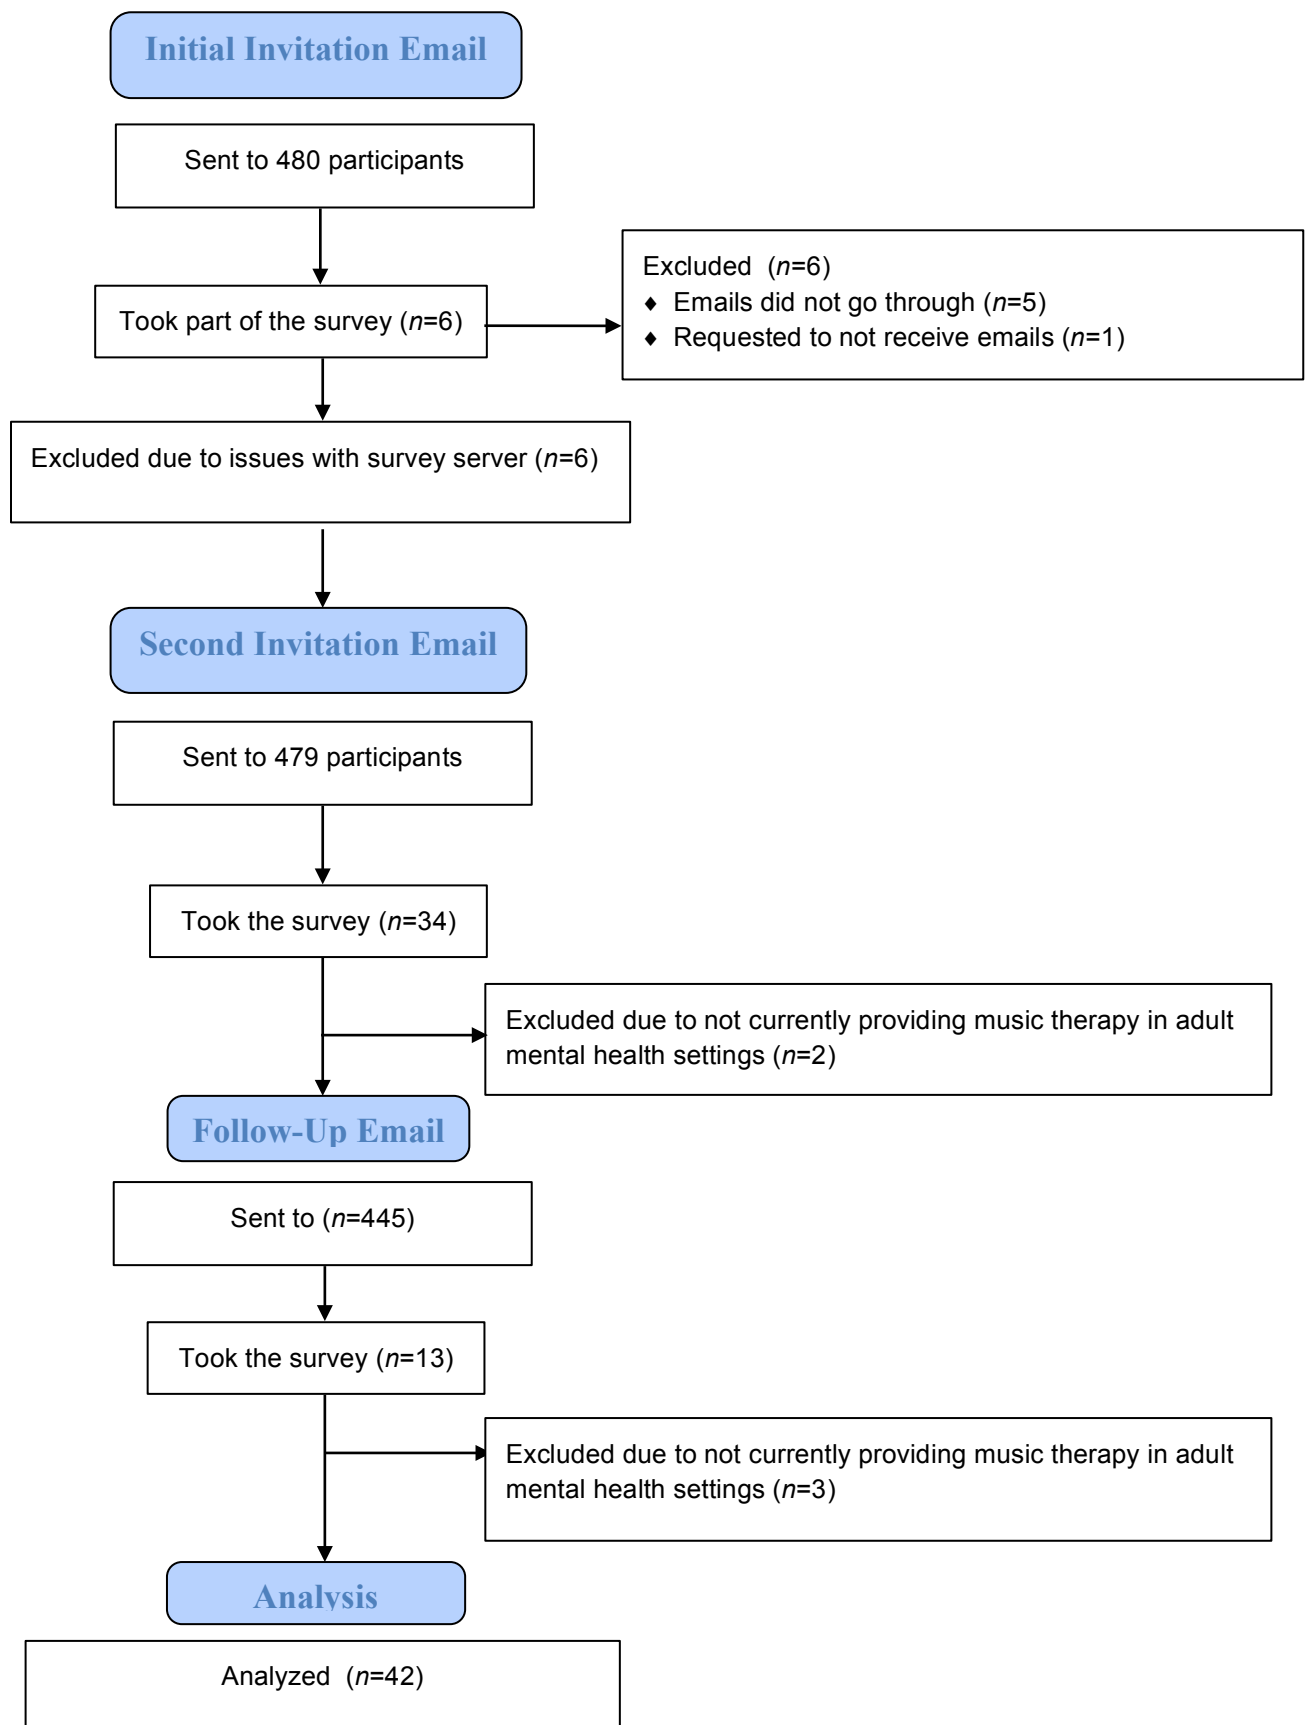 Initial Invitation Email
Sent to 480 participants
Excluded (n=6)
♦ Emails did not go through (n=5)
♦ Requested to not receive emails (n=1)
Took part of the survey (n=6)
Excluded due to issues with survey server (n=6)
Second Invitation Email
Sent to 479 participants
Took the survey (n=34)
Excluded due to not currently providing music therapy in adult
mental health settings (n=2)
Follow-Up Email
Sent to (n=445)
Took the survey (n=13)
Excluded due to not currently providing music therapy in adult
mental health settings (n=3)
Analysis
Analyzed (n=42)